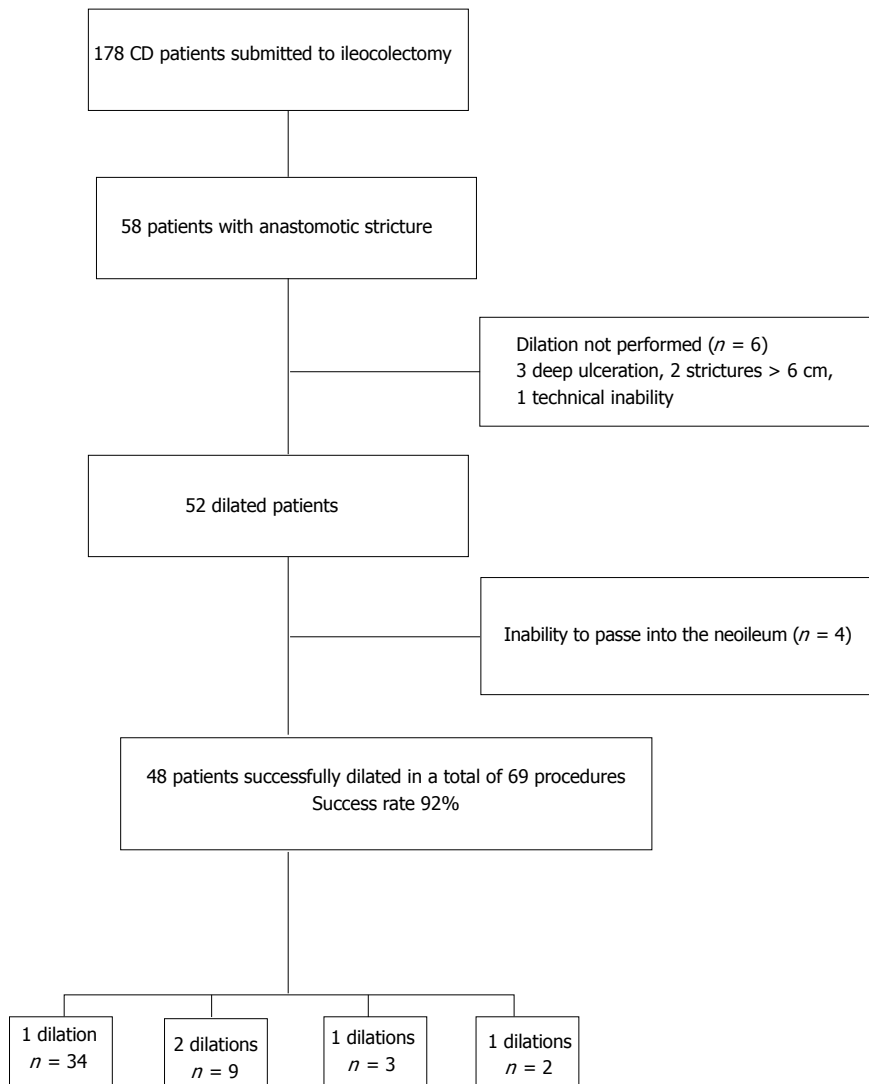 178 CD patients submitted to ileocolectomy
58 patients with anastomotic stricture
Dilation not performed (n = 6)
3 deep ulceration, 2 strictures > 6 cm,
1 technical inability
52 dilated patients
Inability to passe into the neoileum (n = 4)
48 patients successfully dilated in a total of 69 procedures
Success rate 92%
1 dilation
n = 34
2 dilations
n = 9
1 dilations
n = 3
1 dilations
n = 2